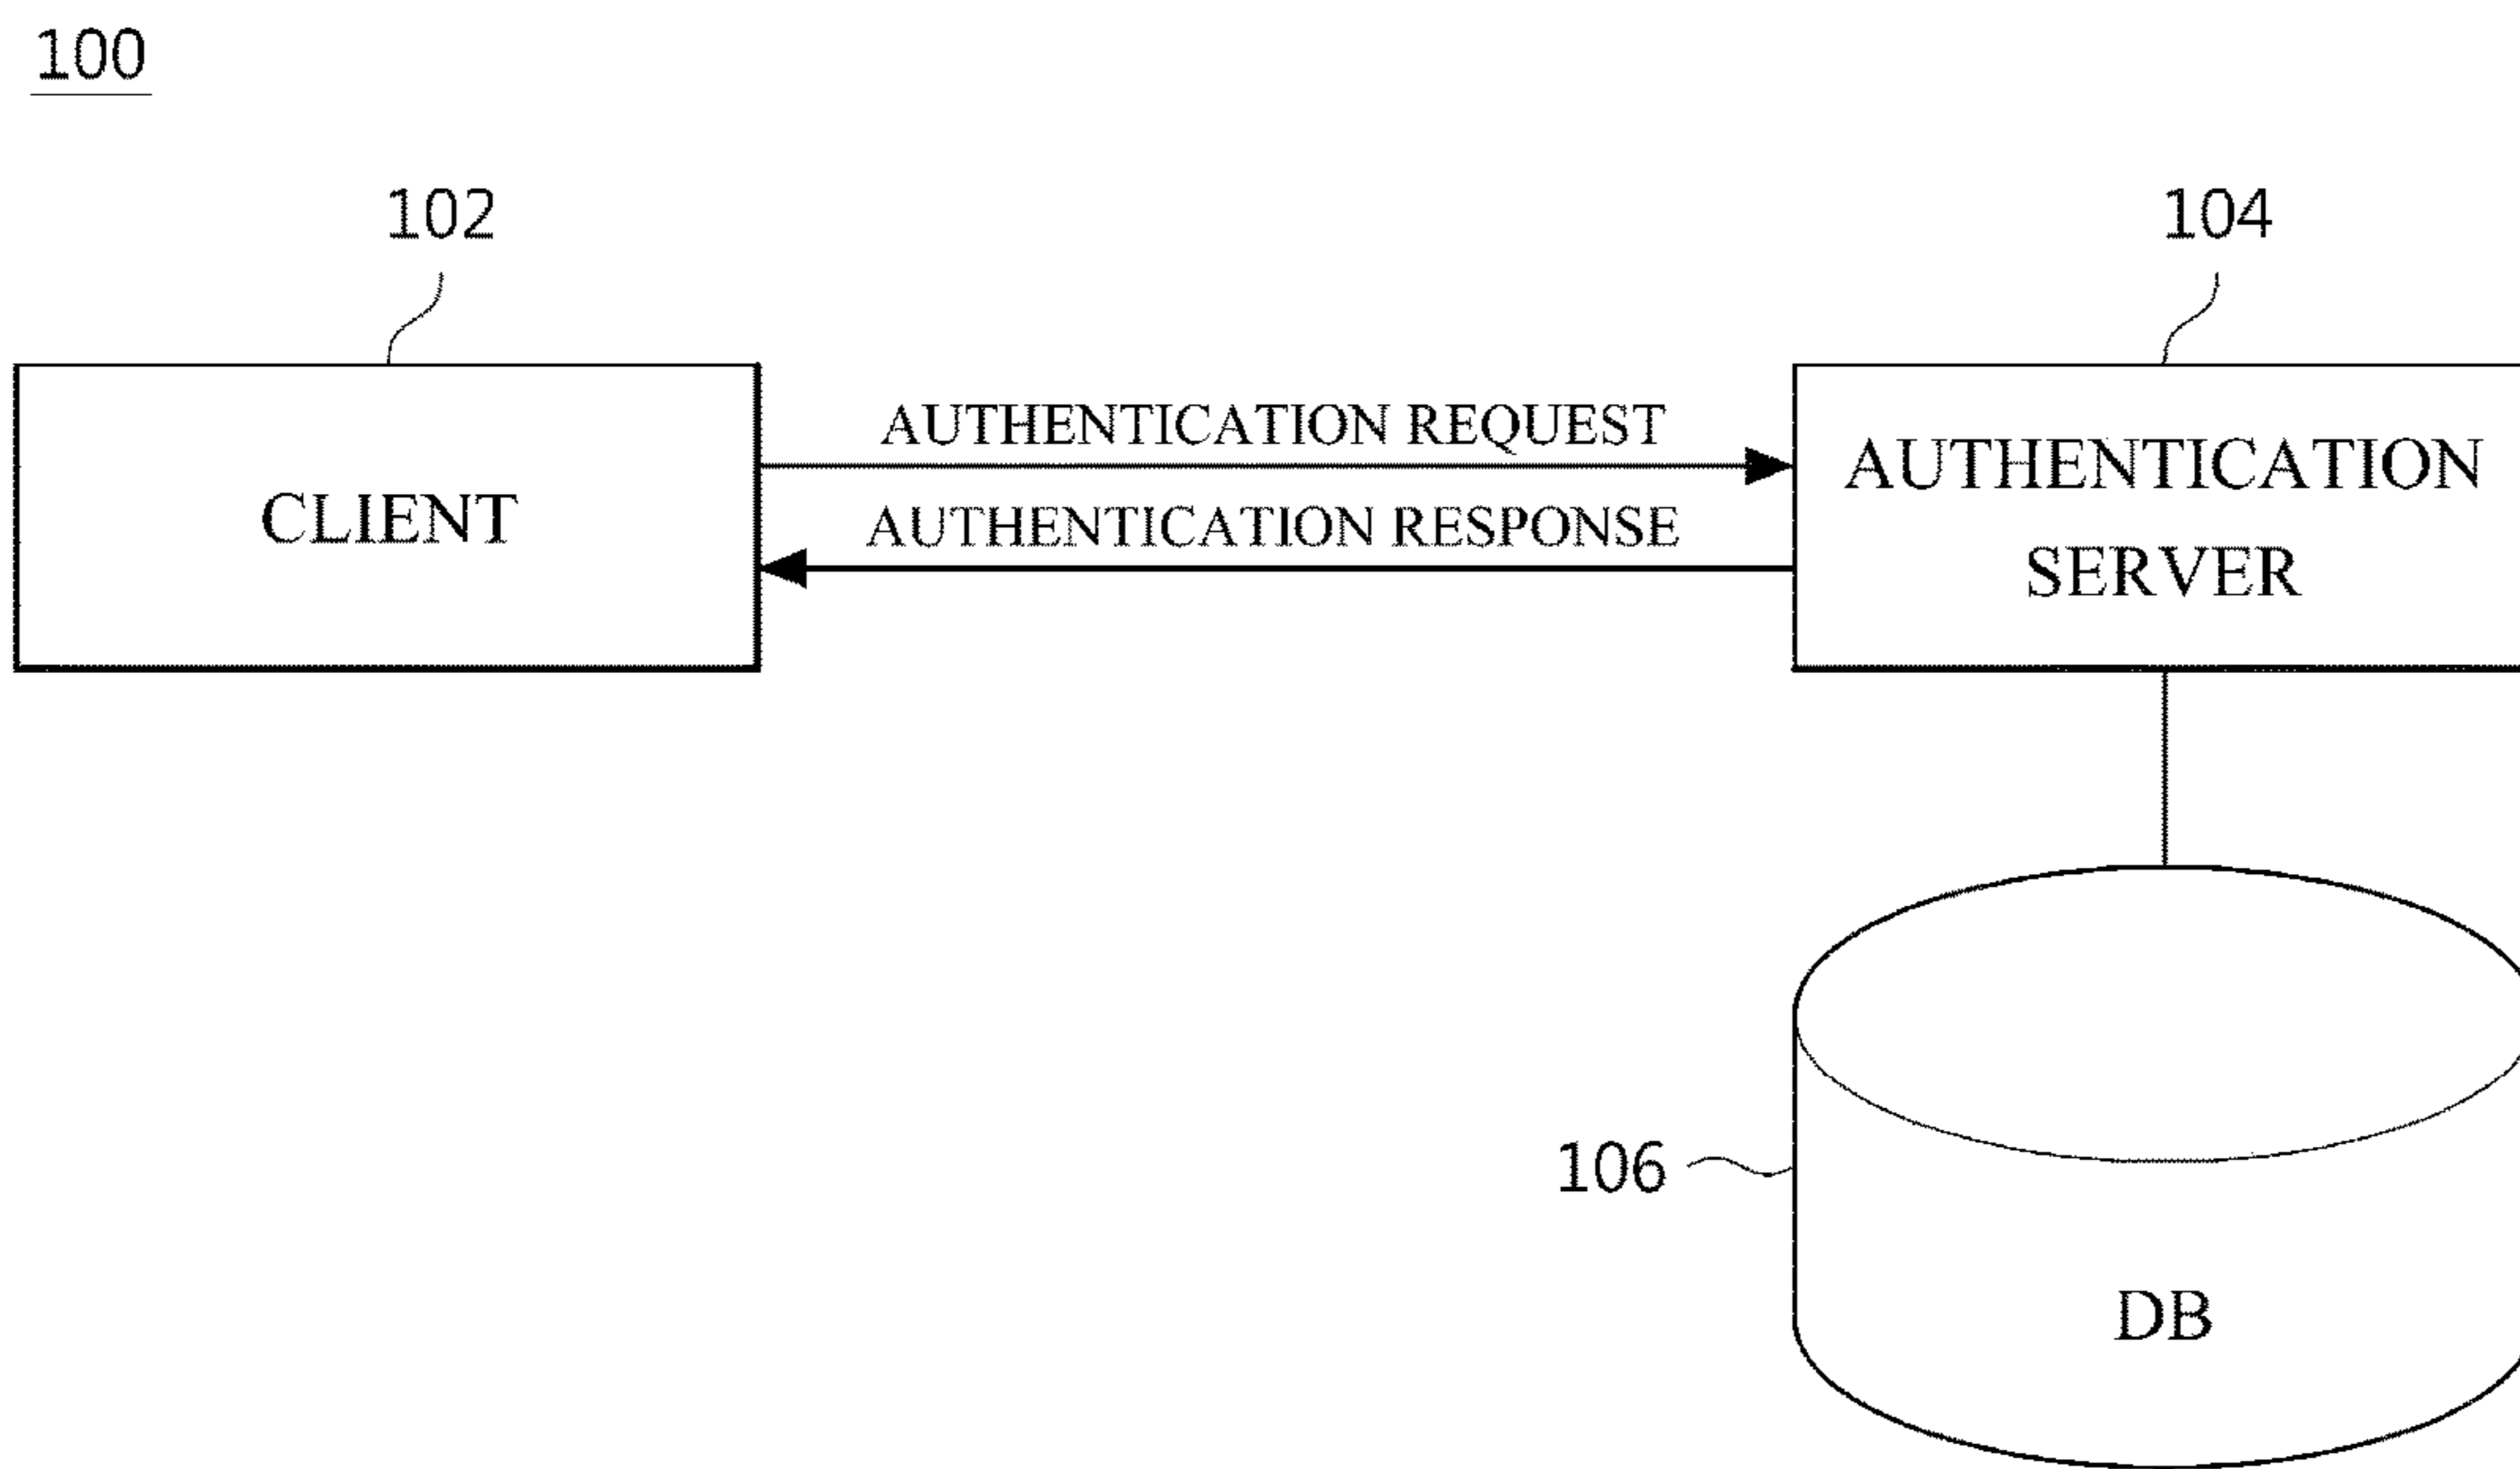 100
102
104
AUTHENTICATION REQUEST
CLIENT
AUTHENTICATION RESPONSE
AUTHENTICATION
SERVER
106
DB